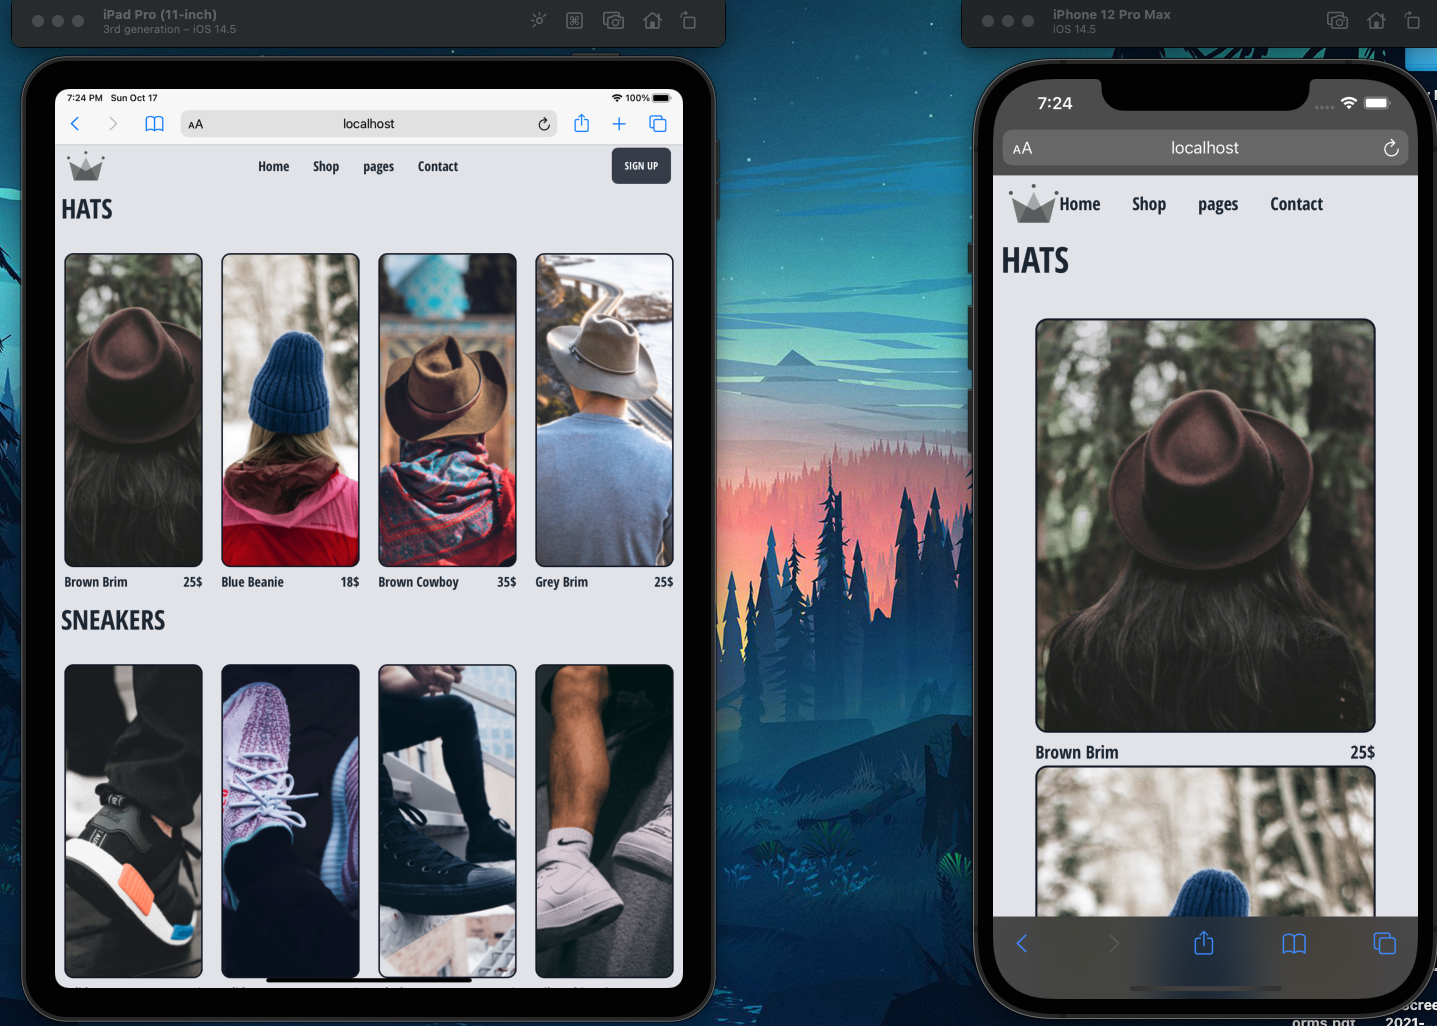 iPad Pro (11-inch)
3rd generation – iOS 14.5
7:24 PM Sun Oct 17
100%
AA localhost
Home Shop pages Contact
SIGN UP
HATS
Brown Brim 25$
Blue Beanie 18$
Brown Cowboy 35$
Grey Brim 25$
SNEAKERS
iPhone 12 Pro Max
iOS 14.5
7:24
AA localhost
Home Shop pages Contact
HATS
Brown Brim 25$
2021-